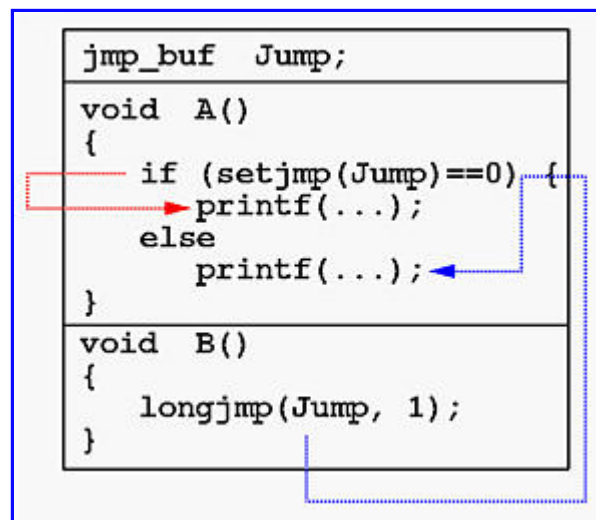 jmp_buf  Jump;
void  A()
{
   if (setjmp(Jump)==0) {
      printf(...);
   else
      printf(...);
}
void  B()
{
   longjmp(Jump, 1);
}